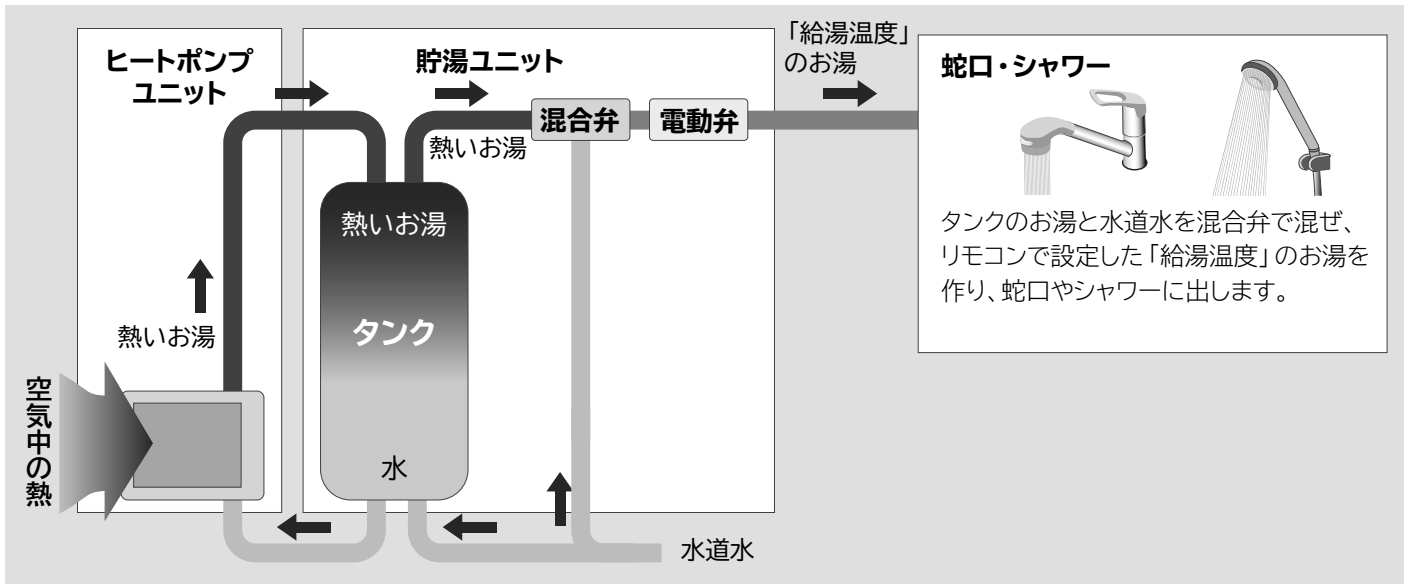 ヒートポンプ
ユニット
貯湯ユニット
「給湯温度」
のお湯
蛇口・シャワー
混合弁
電動弁
熱いお湯
熱いお湯
タンクのお湯と水道水を混合弁で混ぜ、
リモコンで設定した「給湯温度」のお湯を
作り、蛇口やシャワーに出します。
熱いお湯
タンク
空気中の熱
水
水道水